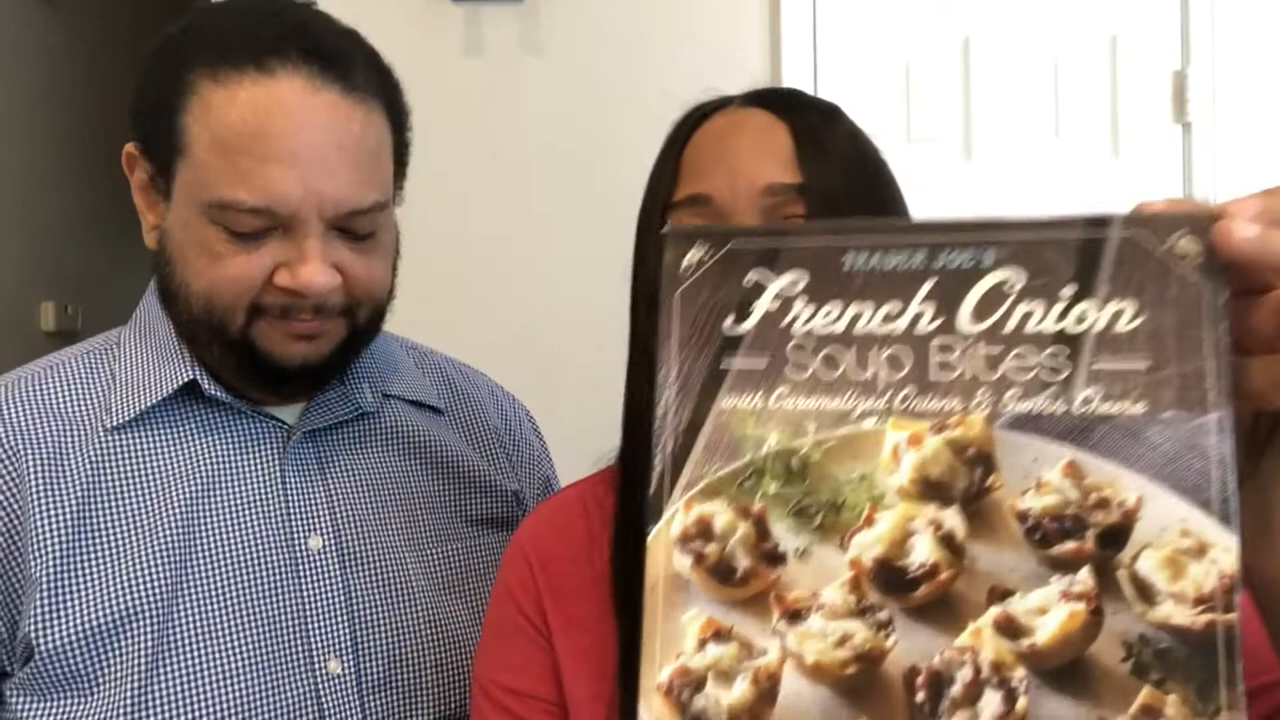 TRADER JOE'S
French Onion
Soup Bites
with Caramelized Onions & Swiss Cheese